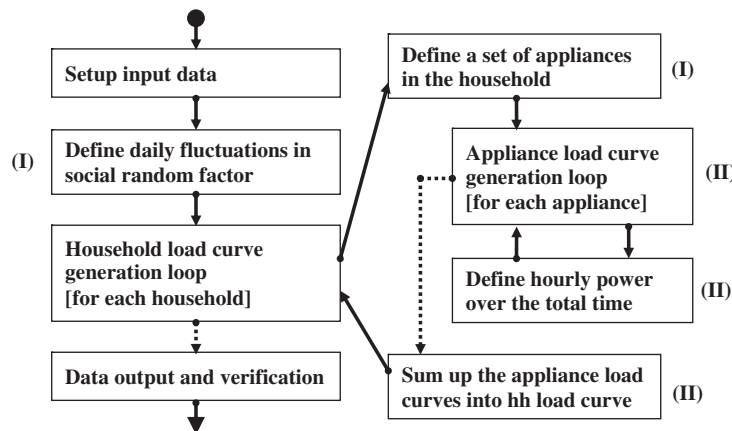 Setup input data
(I)
Define daily fluctuations in
social random factor
Household load curve
generation loop
[for each household]
Data output and verification
Define a set of appliances
in the household
(I)
Appliance load curve
generation loop
[for each appliance]
(II)
Define hourly power
over the total time
(II)
Sum up the appliance load
curves into hh load curve
(II)